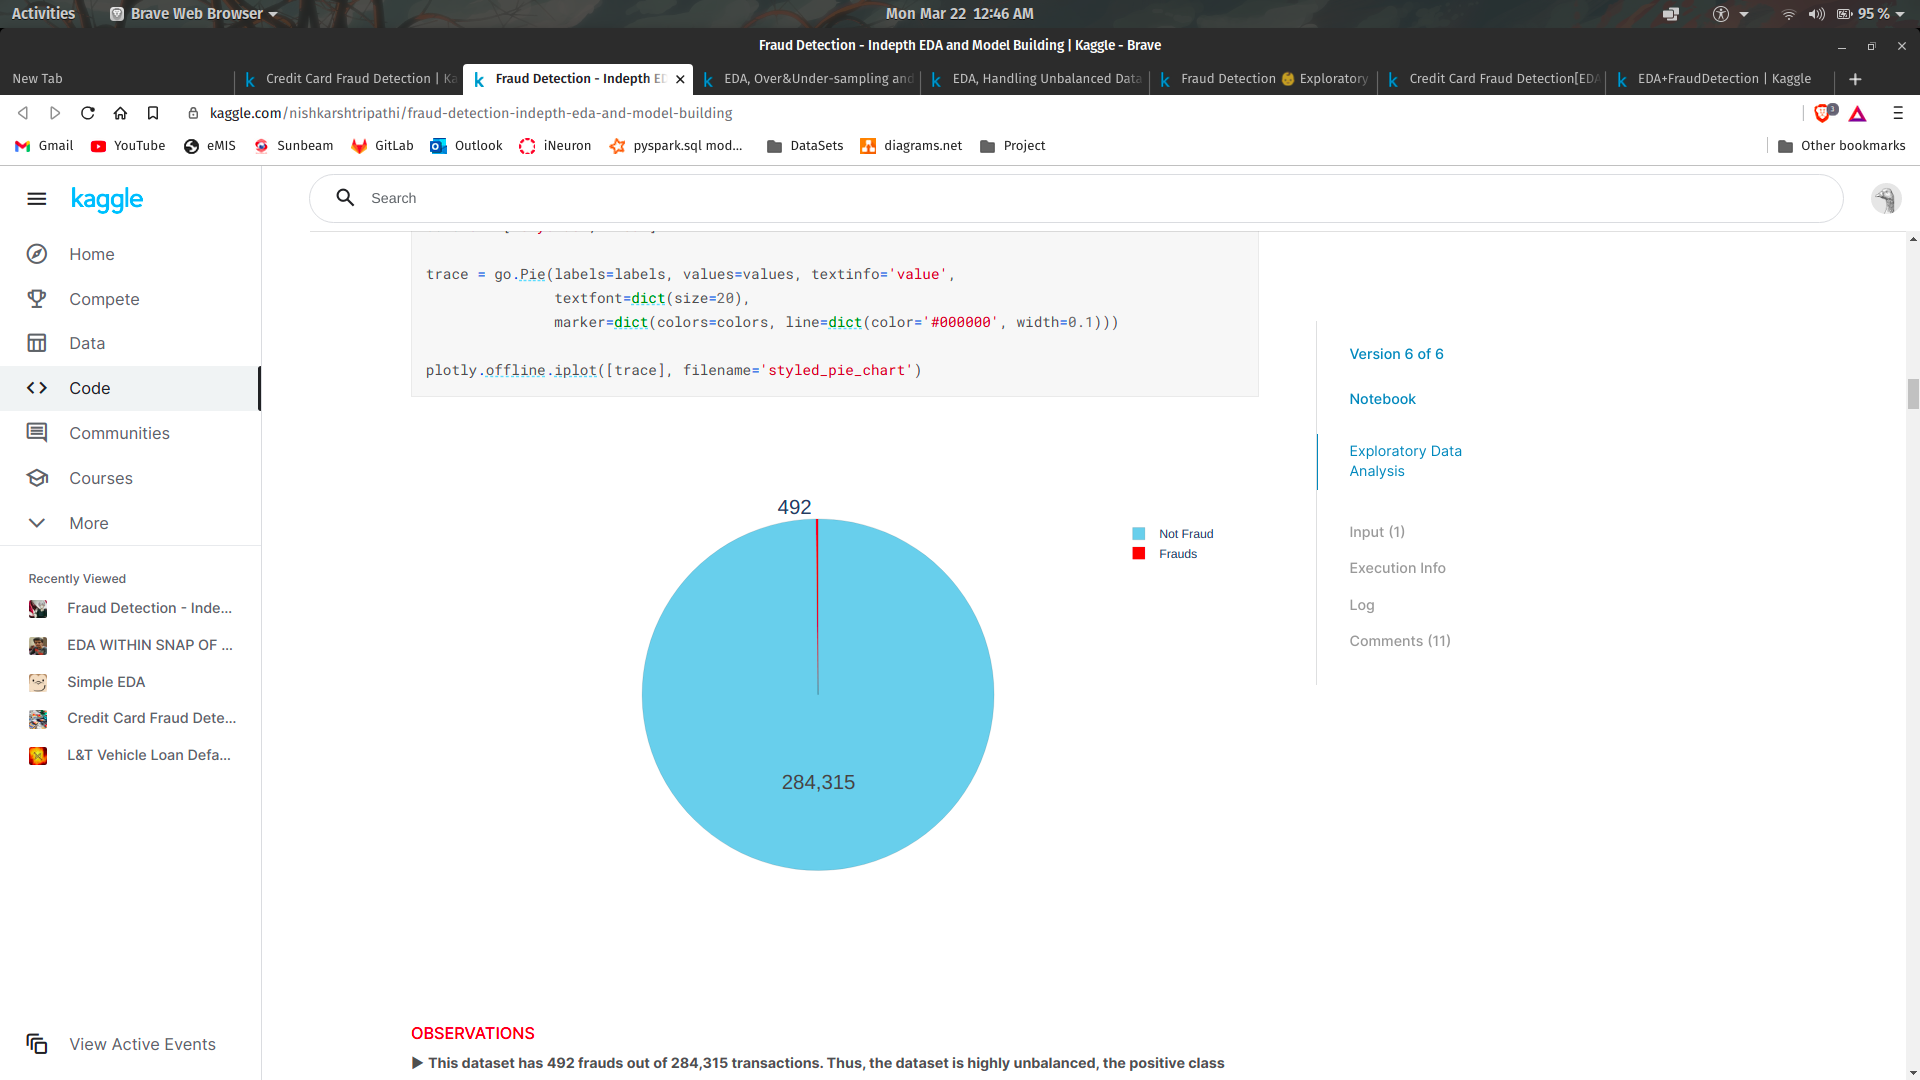 Activities
Brave Web Browser
Mon Mar 22 12:46 AM
95 %
Fraud Detection - Indepth EDA and Model Building | Kaggle - Brave
New Tab
Credit Card Fraud Detection | Ka
Fraud Detection - Indepth E
EDA, Over&Under-sampling and
EDA, Handling Unbalanced Data
Fraud Detection 👶 Exploratory
Credit Card Fraud Detection[EDA
EDA+FraudDetection | Kaggle
kaggle.com/nishkarshtripathi/fraud-detection-indepth-eda-and-model-building
3
Gmail
YouTube
eMIS
Sunbeam
GitLab
Outlook
iNeuron
pyspark.sql mod...
DataSets
diagrams.net
Project
Other bookmarks
kaggle
Search
Home
Compete
Data
Code
Communities
Courses
More
Recently Viewed
Fraud Detection - Inde...
EDA WITHIN SNAP OF ...
Simple EDA
Credit Card Fraud Dete...
L&T Vehicle Loan Defa...
View Active Events
trace = go.Pie(labels=labels, values=values, textinfo='value',
textfont=dict(size=20),
marker=dict(colors=colors, line=dict(color='#000000', width=0.1)))
plotly.offline.iplot([trace], filename='styled_pie_chart')
492
284,315
Not Fraud
Frauds
OBSERVATIONS
▶ This dataset has 492 frauds out of 284,315 transactions. Thus, the dataset is highly unbalanced, the positive class
Version 6 of 6
Notebook
Exploratory Data
Analysis
Input (1)
Execution Info
Log
Comments (11)